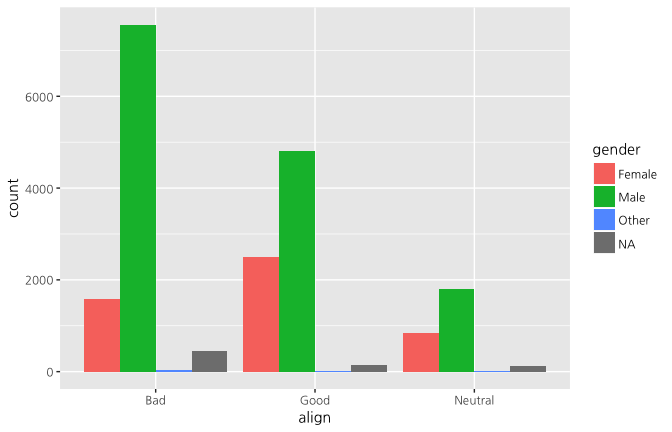 6000
4000
2000
0
count
Bad Good Neutral
align
gender
Female
Male
Other
NA